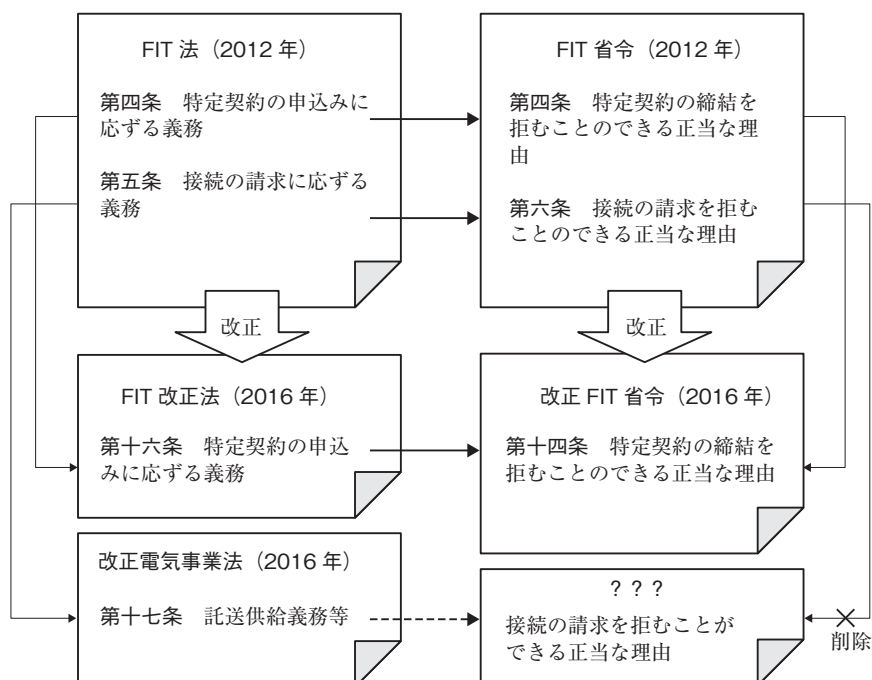 FIT 法(2012 年)
第四条　特定契約の申込みに
応ずる義務
第五条　接続の請求に応ずる
義務
FIT 省令(2012 年)
第四条　特定契約の締結を
拒むことのできる正当な理
由
第六条　接続の請求を拒む
ことのできる正当な理由
改正
改正
FIT 改正法(2016 年)
第十六条　特定契約の申込
みに応ずる義務
改正 FIT 省令(2016 年)
第十四条　特定契約の締結を
拒むことのできる正当な理由
改正電気事業法(2016 年)
第十七条　託送供給義務等
???
接続の請求を拒むことが
できる正当な理由
削除